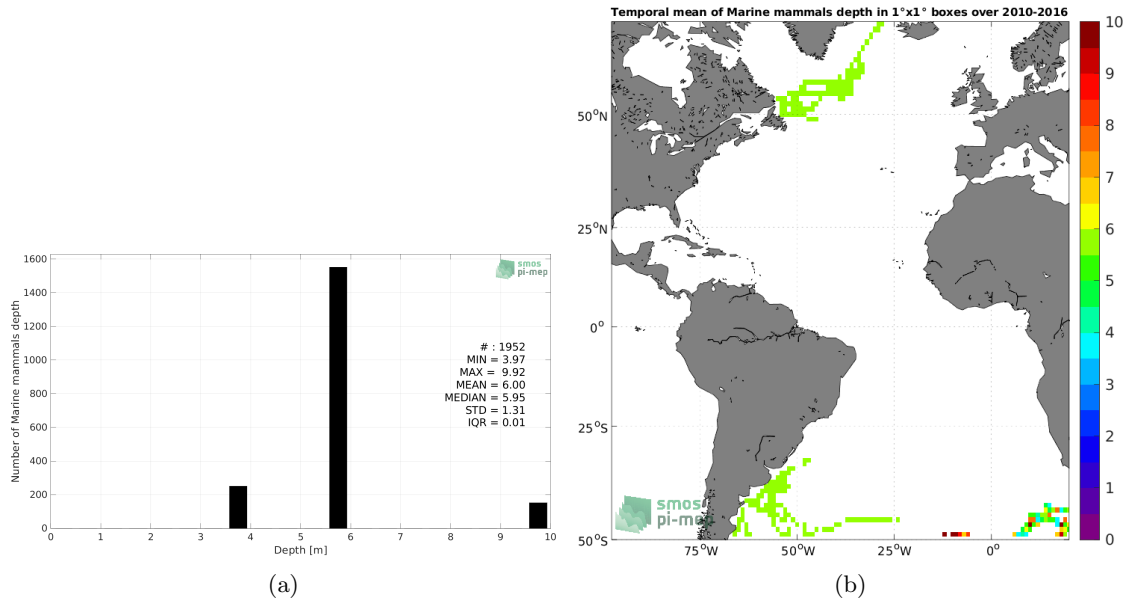 Temporal mean of Marine mammals depth in 1°x1° boxes over 2010-2016
10
9
8
7
6
5
4
3
2
1
0
50°N
25°N
0°
25°S
50°S
75°W
50°W
25°W
0°
smos
pi-mep
Number of Marine mammals depth
1600
1400
1200
1000
800
600
400
200
0
smos
pi-mep
# : 1952
MIN = 3.97
MAX = 9.92
MEAN = 6.00
MEDIAN = 5.95
STD = 1.31
IQR = 0.01
0 1 2 3 4 5 6 7 8 9 10
Depth [m]
(a)
(b)